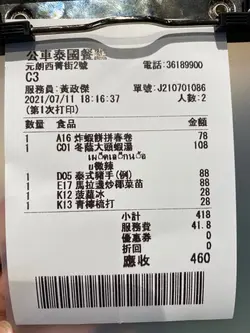 公車泰國餐
元朗西菁街2號 電話:36189900
C3
服務員:黃政傑 單號:J210701086
2021/07/11 18:16:37 人數:2
(第1次打印)
數量 食品 金額
1 A16 炸蝦餅拼春卷 78
1 C01 冬蔭大頭蝦湯 108
y微辣
1 D05 泰式豬手(例) 88
1 E17 馬拉盞炒椰菜苗 88
1 K12 菠蘿冰 28
1 K13 青檸梳打 28
小計 418
服務費 41.8
優惠券 0
折回 0
應收 460